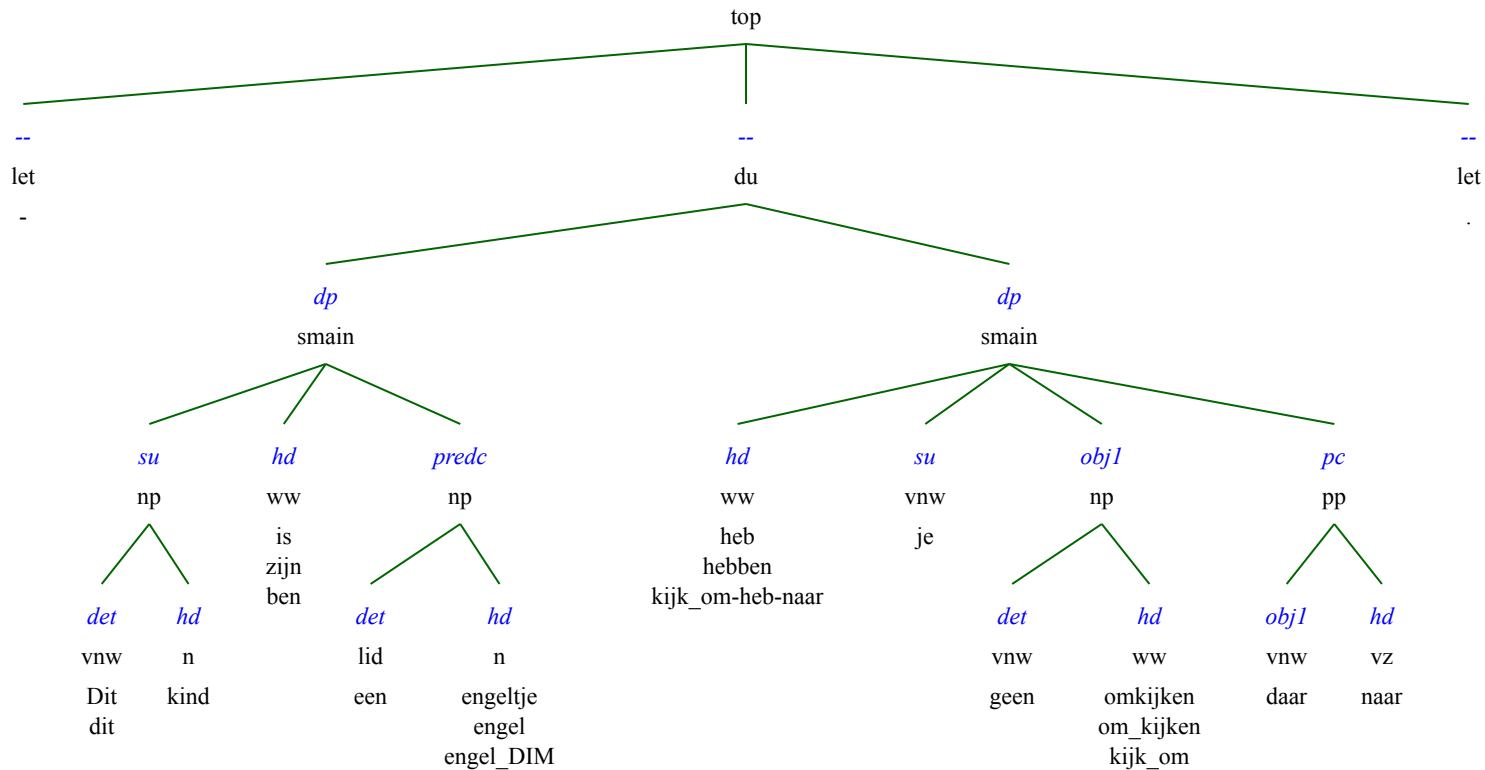 top
-- -- --
let du let
- .
dp dp
smain smain
su hd predc hd su obj1 pc
np ww np ww vnw np pp
is heb je
zijn hebben
ben kijk_om-heb-naar
det hd det hd det hd obj1 hd
vnw n lid n vnw ww vnw vz
Dit kind een engeltje geen omkijken daar naar
dit engel om_kijken
engel_DIM kijk_om